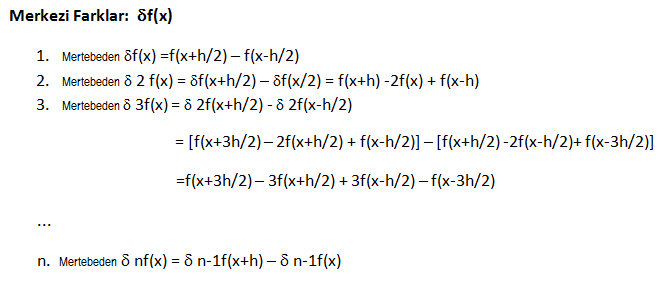 Merkezi Farklar: δf(x)
1. Mertebeden δf(x) =f(x+h/2) – f(x-h/2)
2. Mertebeden δ 2 f(x) = δf(x+h/2) – δf(x/2) = f(x+h) -2f(x) + f(x-h)
3. Mertebeden δ 3f(x) = δ 2f(x+h/2) - δ 2f(x-h/2)
= [f(x+3h/2) – 2f(x+h/2) + f(x-h/2)] – [f(x+h/2) -2f(x-h/2)+ f(x-3h/2)]
=f(x+3h/2) – 3f(x+h/2) + 3f(x-h/2) – f(x-3h/2)
...
n. Mertebeden δ nf(x) = δ n-1f(x+h) – δ n-1f(x)